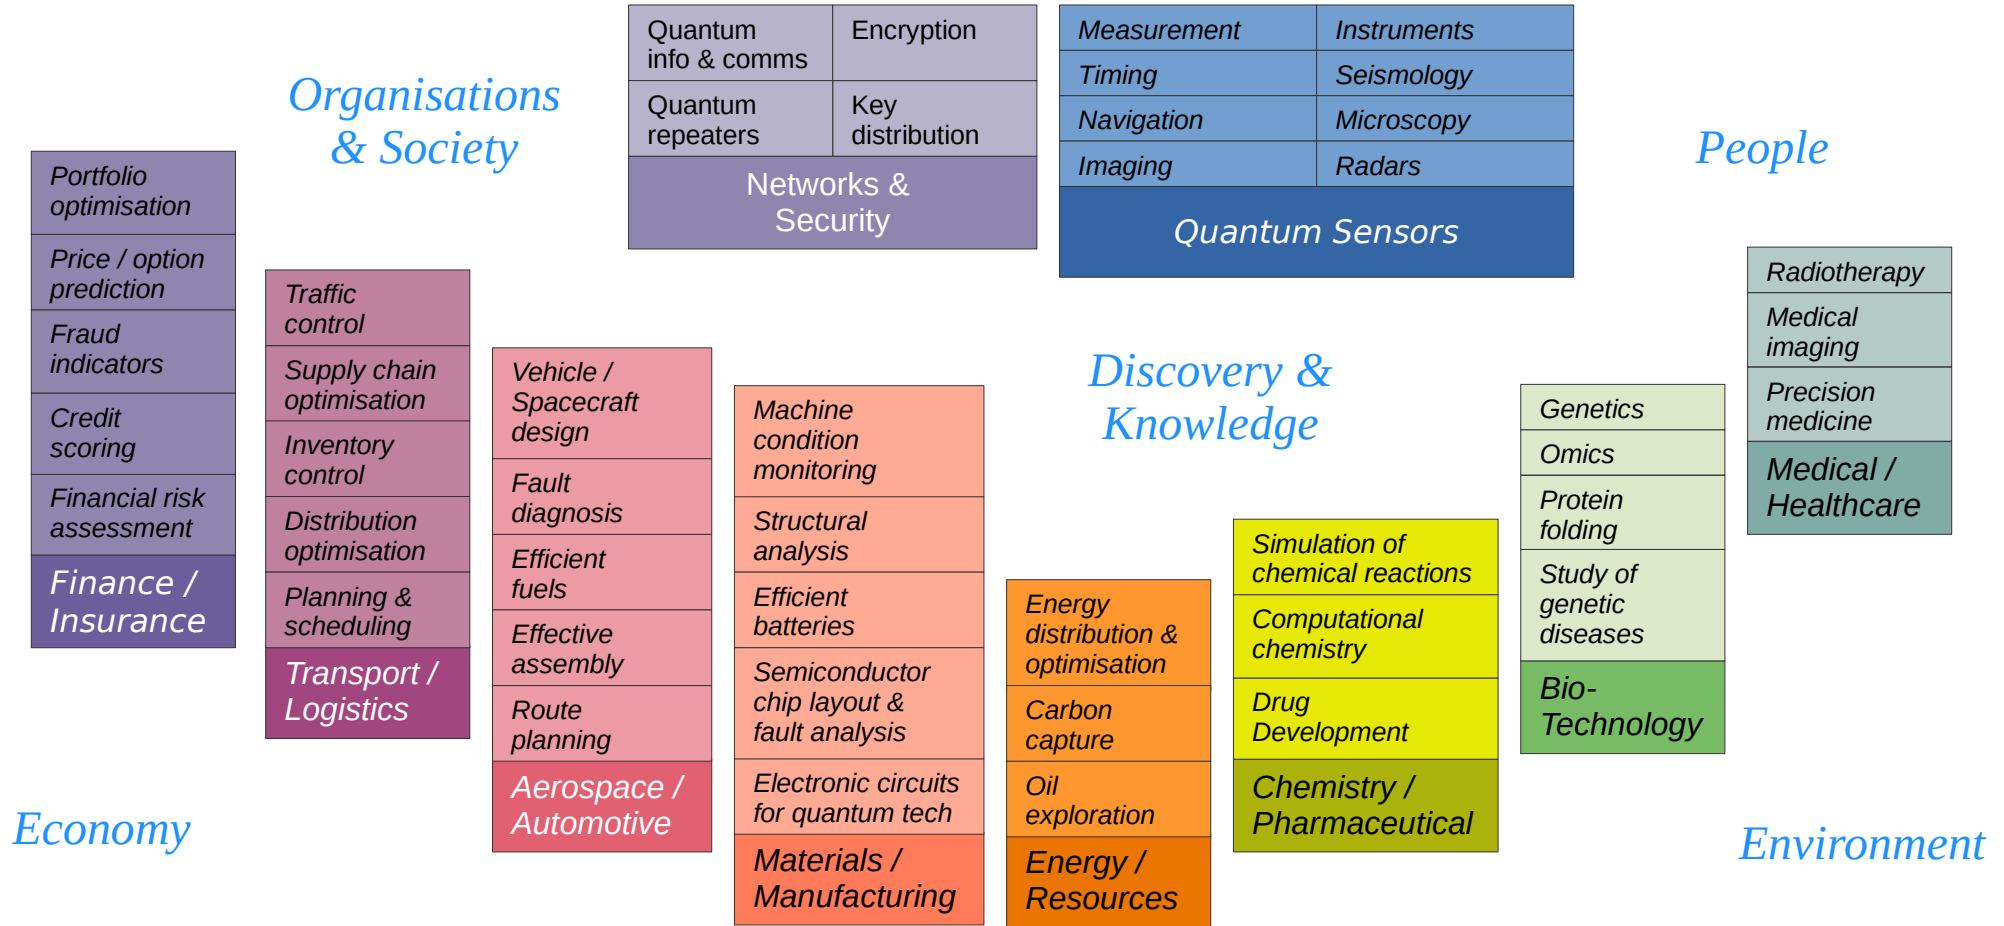 Organisations
& Society
Quantum
info & comms
Encryption
Quantum
repeaters
Key
distribution
Networks &
Security
Measurement
Instruments
Timing
Seismology
Navigation
Microscopy
Imaging
Radars
Quantum Sensors
People
Portfolio
optimisation
Price / option
prediction
Fraud
indicators
Credit
scoring
Financial risk
assessment
Finance /
Insurance
Traffic
control
Supply chain
optimisation
Inventory
control
Distribution
optimisation
Planning &
scheduling
Transport /
Logistics
Vehicle /
Spacecraft
design
Fault
diagnosis
Efficient
fuels
Effective
assembly
Route
planning
Aerospace /
Automotive
Machine
condition
monitoring
Structural
analysis
Efficient
batteries
Semiconductor
chip layout &
fault analysis
Electronic circuits
for quantum tech
Materials /
Manufacturing
Discovery &
Knowledge
Energy
distribution &
optimisation
Carbon
capture
Oil
exploration
Energy /
Resources
Simulation of
chemical reactions
Computational
chemistry
Drug
Development
Chemistry /
Pharmaceutical
Genetics
Omics
Protein
folding
Study of
genetic
diseases
Bio-
Technology
Radiotherapy
Medical
imaging
Precision
medicine
Medical /
Healthcare
Economy
Environment